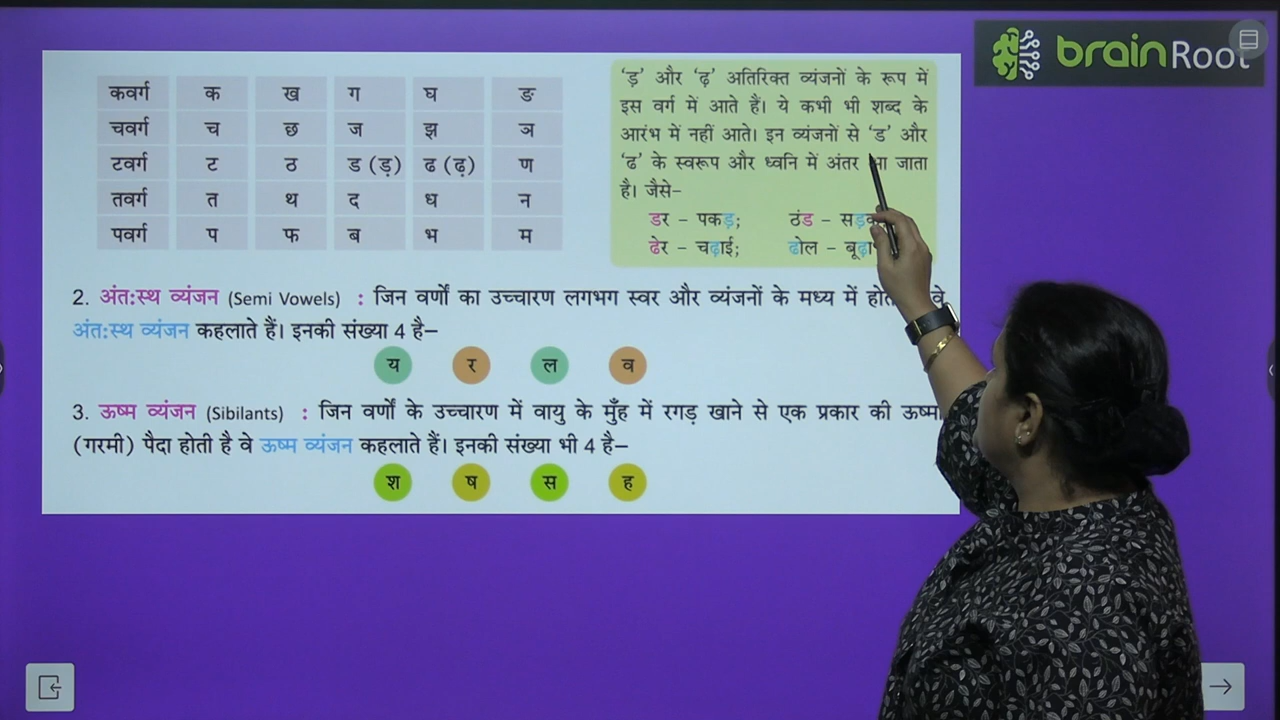 brainRoot
कवर्ग क ख ग घ ङ
चवर्ग च छ ज झ ञ
टवर्ग ट ठ ड (ड़) ढ (ढ़) ण
तवर्ग त थ द ध न
पवर्ग प फ ब भ म
‘ड़’ और ‘ढ़’ अतिरिक्त व्यंजनों के रूप में
इस वर्ग में आते हैं। ये कभी भी शब्द के
आरंभ में नहीं आते। इन व्यंजनों से ‘ड’ और
‘ढ’ के स्वरूप और ध्वनि में अंतर जाता
है। जैसे–
डर – पकड़; ठंड –
ढेर – चढ़ाई; ढोल –
2. अंत:स्थ व्यंजन (Semi Vowels) : जिन वर्णों का उच्चारण लगभग स्वर और व्यंजनों के मध्य में वे
अंत:स्थ व्यंजन कहलाते हैं। इनकी संख्या 4 है–
य र ल व
3. ऊष्म व्यंजन (Sibilants) : जिन वर्णों के उच्चारण में वायु के मुँह में रगड़ खाने से एक प्रकार की ऊष्मा
(गरमी) पैदा होती है वे ऊष्म व्यंजन कहलाते हैं। इनकी संख्या भी 4 है–
श ष स ह